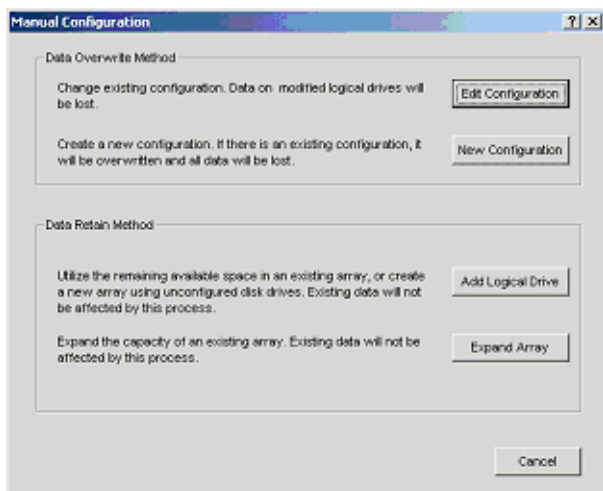 Manual Configuration
Data Overwrite Method
Change existing configuration. Data on modified logical drives will
be lost.
Edit Configuration
Create a new configuration. If there is an existing configuration, it
will be overwritten and all data will be lost.
New Configuration
Data Retain Method
Utilize the remaining available space in an existing array, or create
a new array using unconfigured disk drives. Existing data will not
be affected by this process.
Add Logical Drive
Expand the capacity of an existing array. Existing data will not be
affected by this process.
Expand Array
Cancel